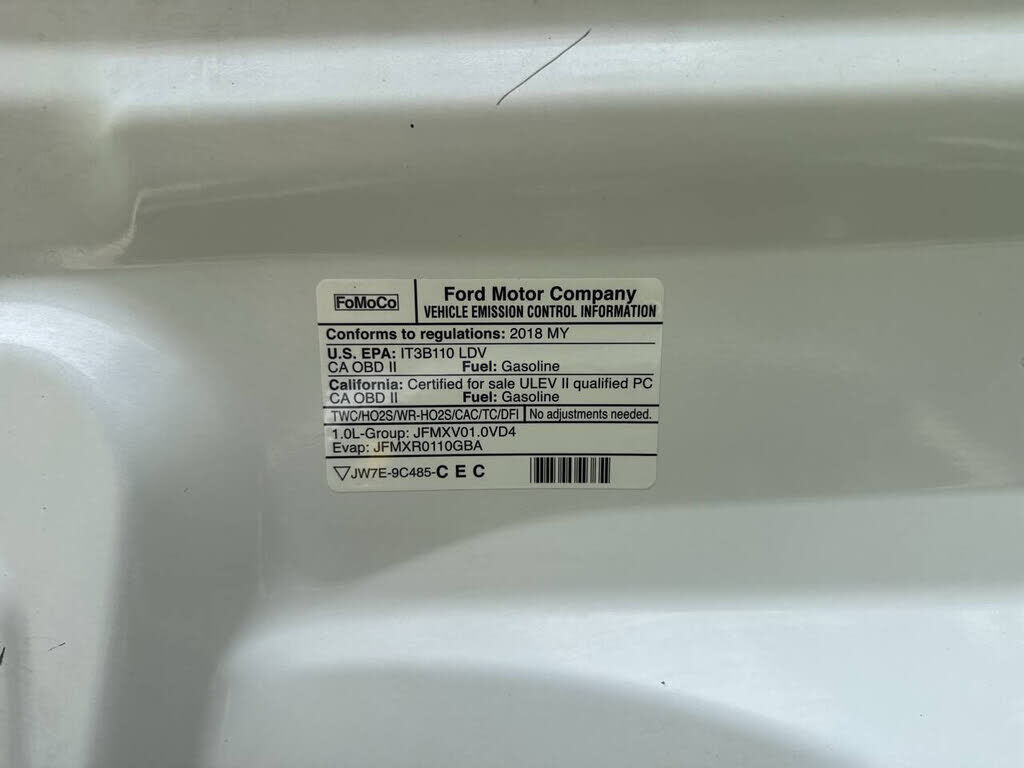 FoMoCo
Ford Motor Company
VEHICLE EMISSION CONTROL INFORMATION
Conforms to regulations: 2018 MY
U.S. EPA: IT3B110 LDV
CA OBD II Fuel: Gasoline
California: Certified for sale ULEV II qualified PC
CA OBD II Fuel: Gasoline
TWC/HO2S/WR-HO2S/CAC/TC/DFI No adjustments needed.
1.0L-Group: JFMXV01.0VD4
Evap: JFMXR0110GBA
JW7E-9C485-C E C